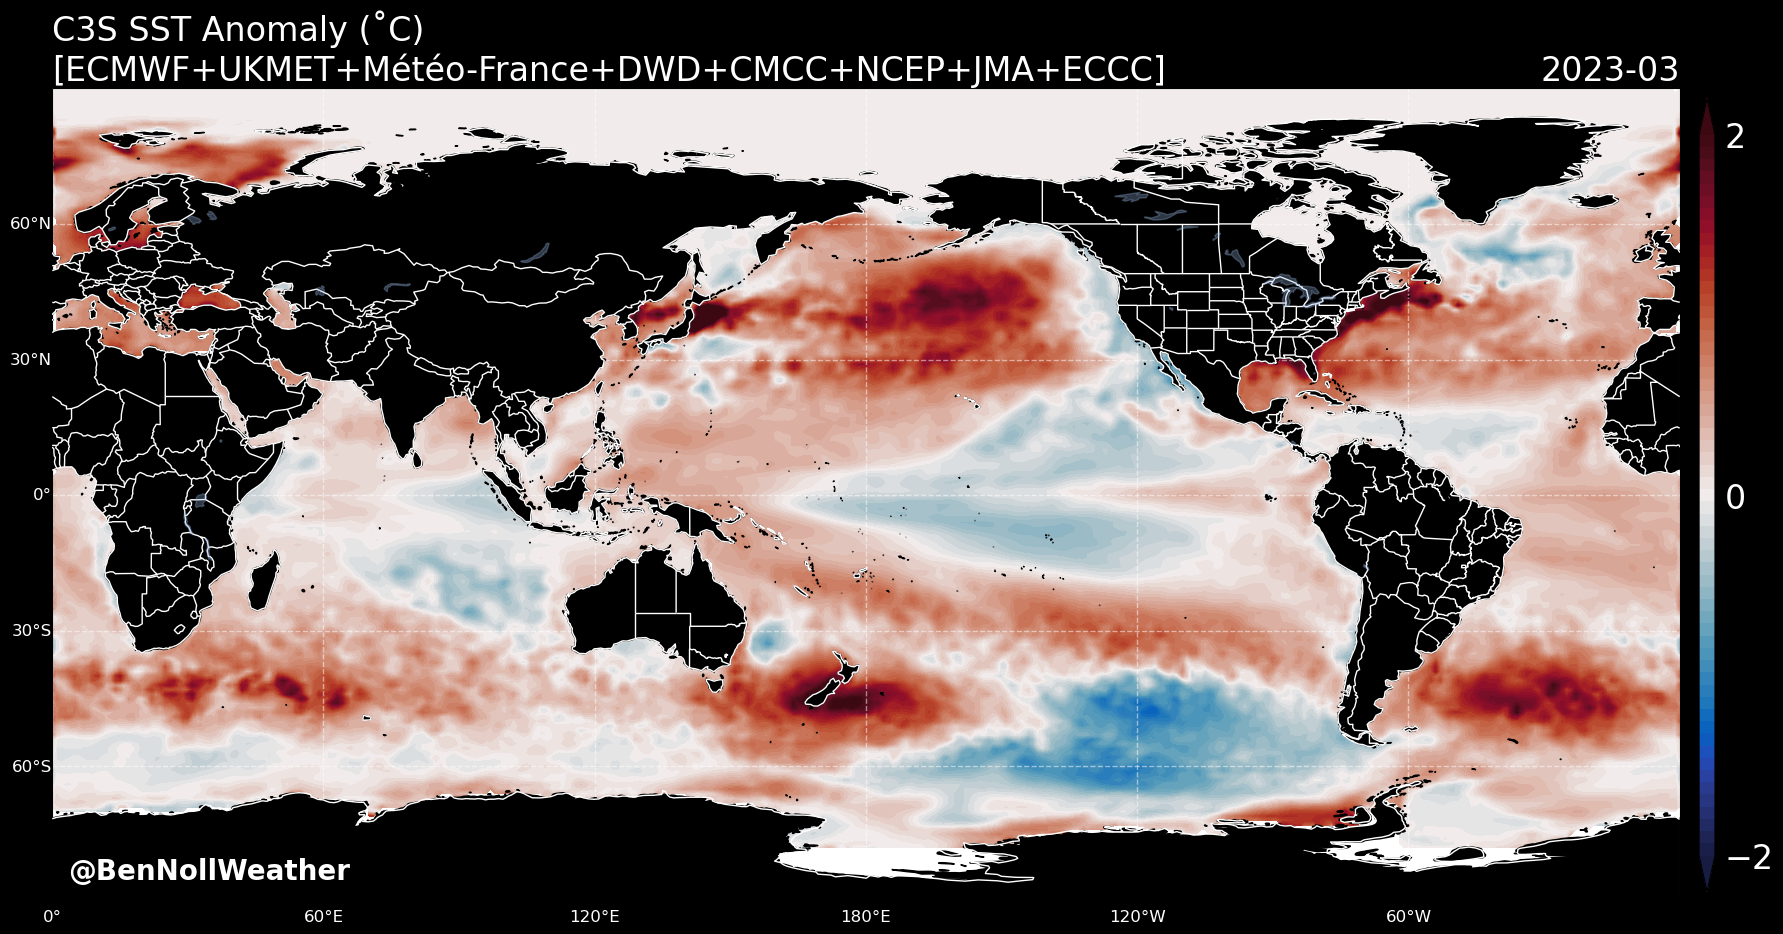 C3S SST Anomaly (˚C)
[ECMWF+UKMET+Météo-France+DWD+CMCC+NCEP+JMA+ECCC]
2023-03
2
60°N
30°N
0°
0
30°S
60°S
−2
@BenNollWeather
0°
60°E
120°E
180°E
120°W
60°W